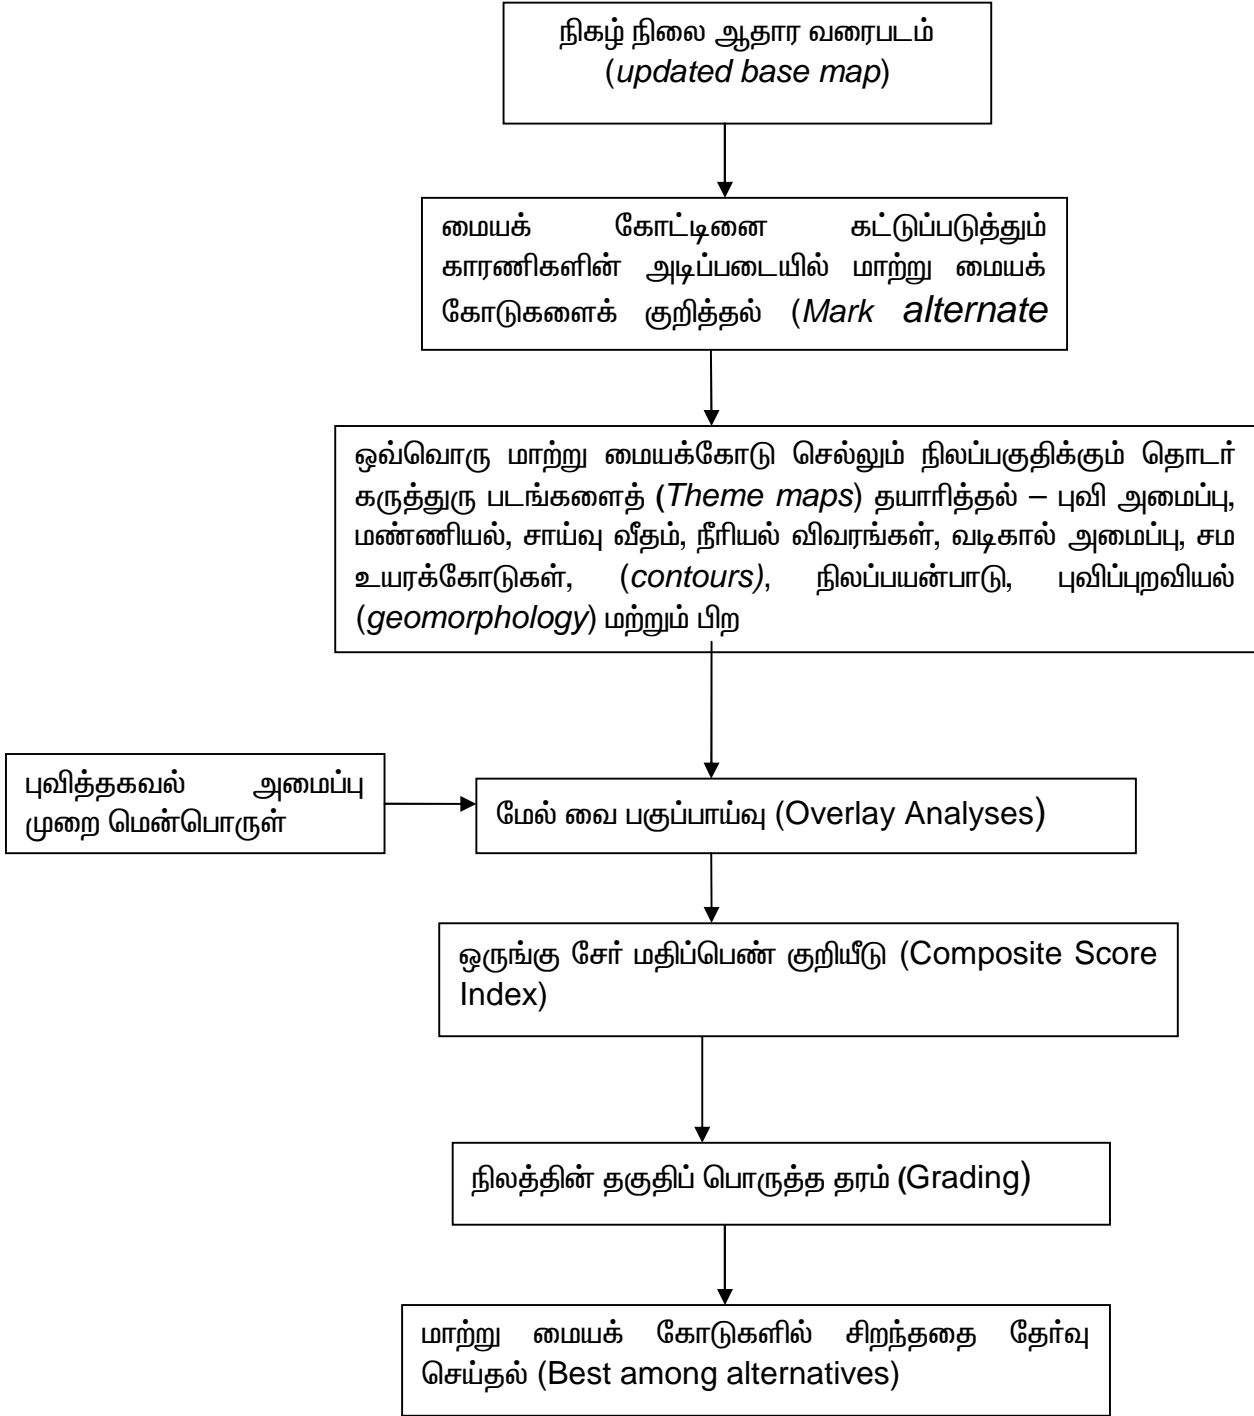 நிகழ் நிலை ஆதார வரைபடம்
(updated base map)
மையக் கோட்டினை கட்டுப்படுத்தும்
காரணிகளின் அடிப்படையில் மாற்று மையக்
கோடுகளைக் குறித்தல் (Mark alternate
ஒவ்வொரு மாற்று மையக்கோடு செல்லும் நிலப்பகுதிக்கும் தொடர்
கருத்துரு படங்களைத் (Theme maps) தயாரித்தல் – புவி அமைப்பு,
மண்ணியல், சாய்வு வீதம், நீரியல் விவரங்கள், வடிகால் அமைப்பு, சம
உயரக்கோடுகள், (contours), நிலப்பயன்பாடு, புவிப்புறவியல்
(geomorphology) மற்றும் பிற
புவித்தகவல் அமைப்பு
முறை மென்பொருள்
மேல் வை பகுப்பாய்வு (Overlay Analyses)
ஒருங்கு சேர் மதிப்பெண் குறியீடு (Composite Score
Index)
நிலத்தின் தகுதிப் பொருத்த தரம் (Grading)
மாற்று மையக் கோடுகளில் சிறந்ததை தேர்வு
செய்தல் (Best among alternatives)